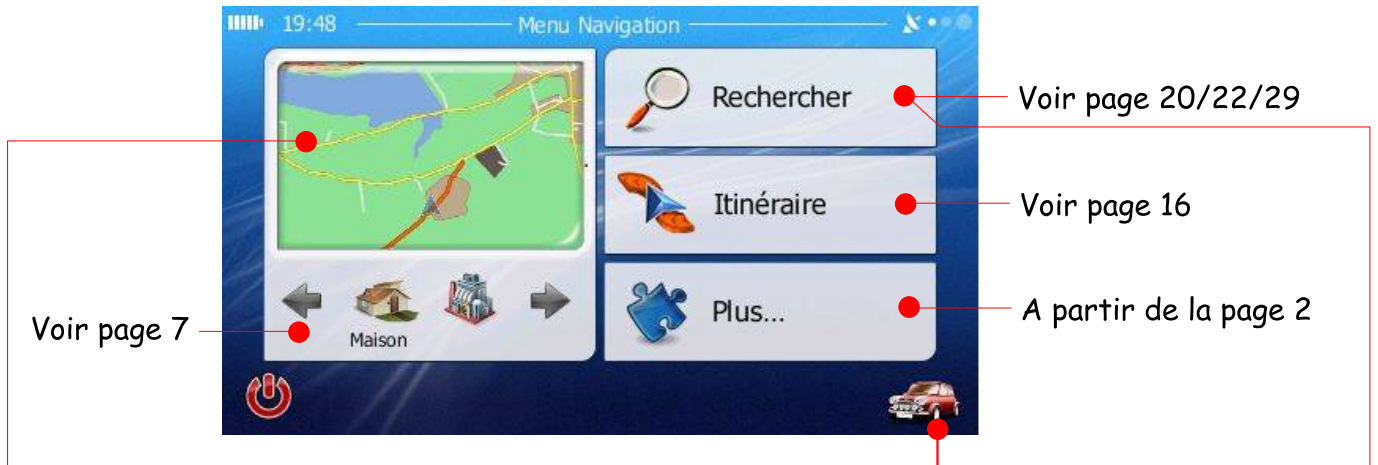 19:48 Menu Navigation
Rechercher
Voir page 20/22/29
Itinéraire
Voir page 16
Voir page 7
Maison
Plus...
A partir de la page 2